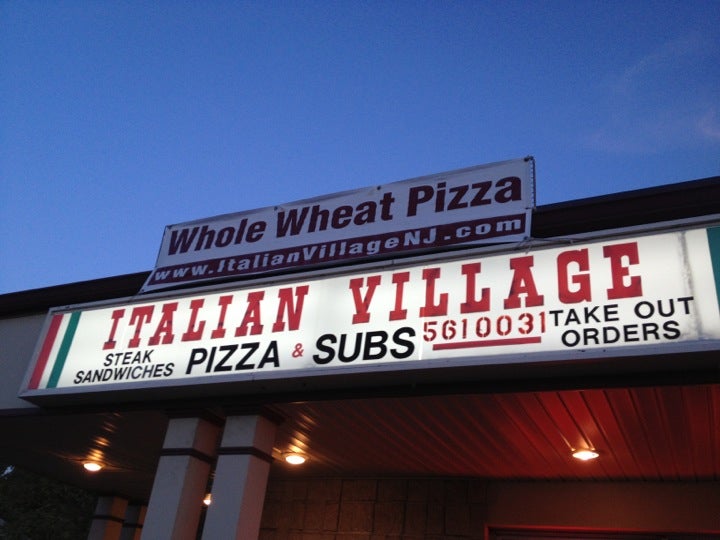 Whole Wheat Pizza
www.ItalianVillageNJ.com
ITALIAN VILLAGE
STEAK SANDWICHES PIZZA & SUBS 5610031 TAKE OUT ORDERS